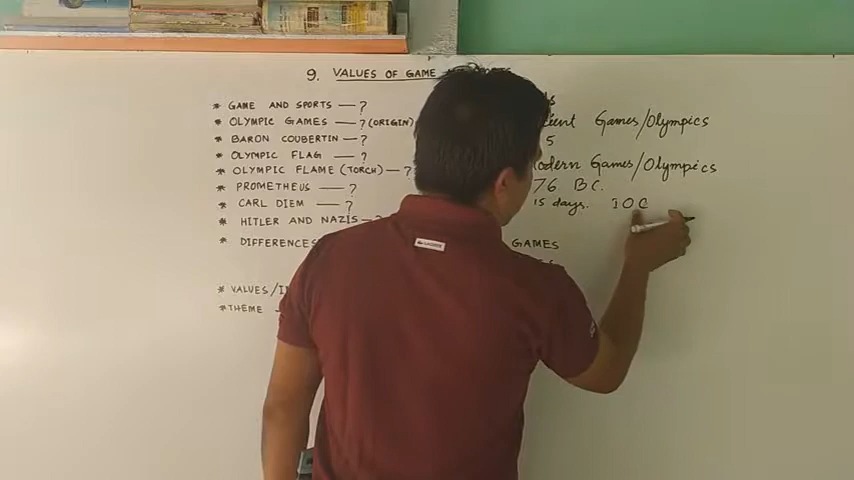 9. VALUES OF GAME
* GAME AND SPORTS — ?
* OLYMPIC GAMES — ? (ORIGIN)
* BARON COUBERTIN — ?
* OLYMPIC FLAG — ?
* OLYMPIC FLAME (TORCH) — ?
* PROMETHEUS — ?
* CARL DIEM — ?
* HITLER AND NAZIS — ?
* DIFFERENCES
* VALUES/
* THEME
Games/Olympics
5
Games/Olympics
76 BC.
15 days. IOC
GAMES